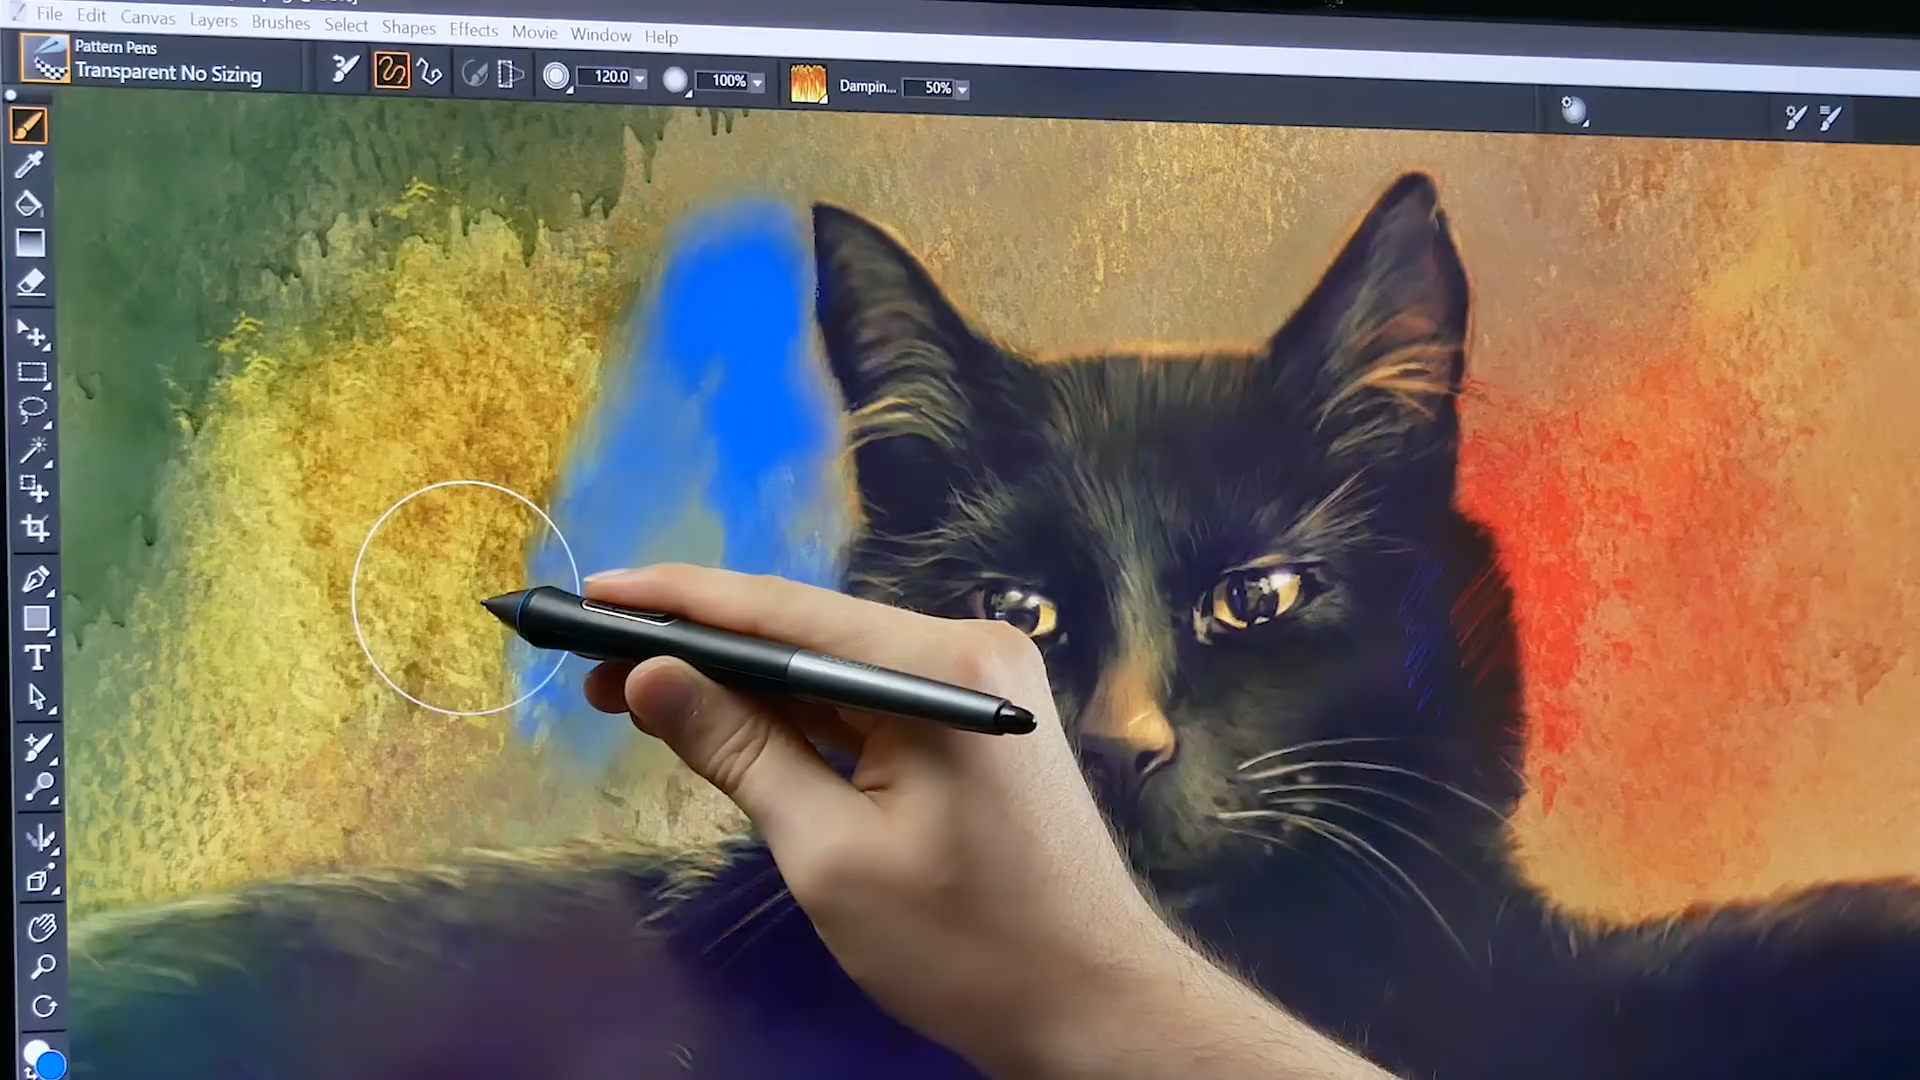 File Edit Canvas Layers Brushes Select Shapes Effects Movie Window Help
Pattern Pens
Transparent No Sizing
120.0
100%
Dampin...
50%
T